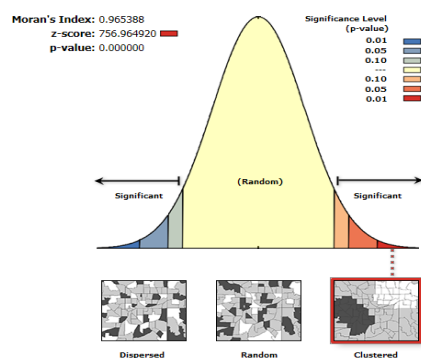 Moran's Index: 0.965388
z-score: 756.964920
p-value: 0.000000
Significance Level
(p-value)
0.01
0.05
0.10
---
0.10
0.05
0.01
Significant
(Random)
Significant
Dispersed
Random
Clustered